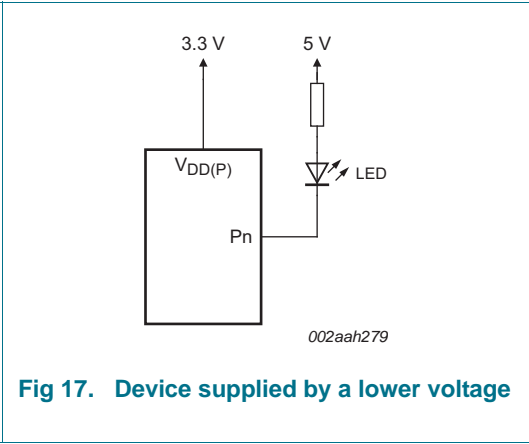 3.3 V
5 V
VDD(P)
LED
Pn
002aah279
Fig 17. Device supplied by a lower voltage